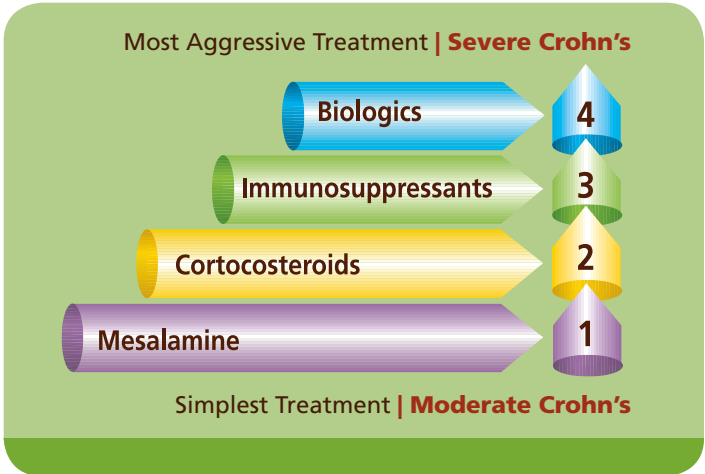 Most Aggressive Treatment | Severe Crohn's
Biologics 4
Immunosuppressants 3
Cortocosteroids 2
Mesalamine 1
Simplest Treatment | Moderate Crohn's